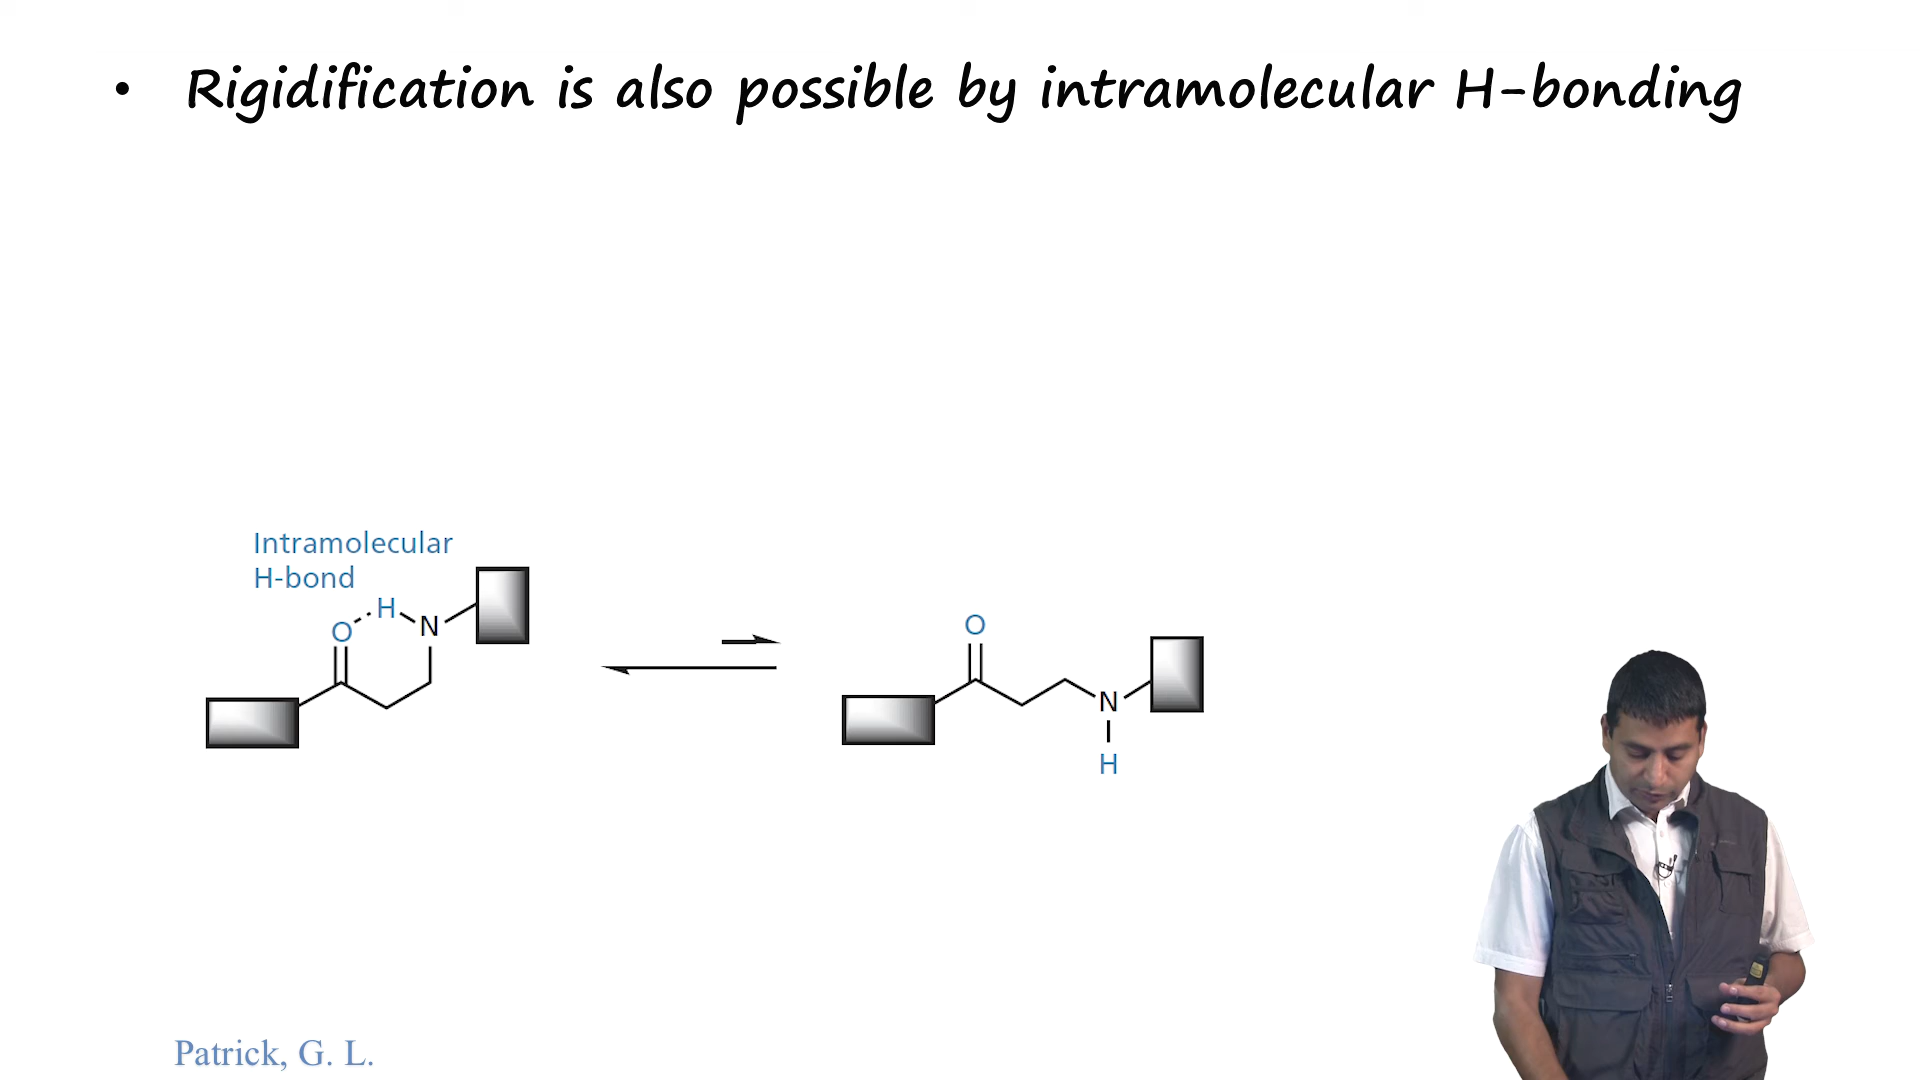 • Rigidification is also possible by intramolecular H-bonding
Intramolecular
H-bond
H
O
N
O
N
H
Patrick, G. L.